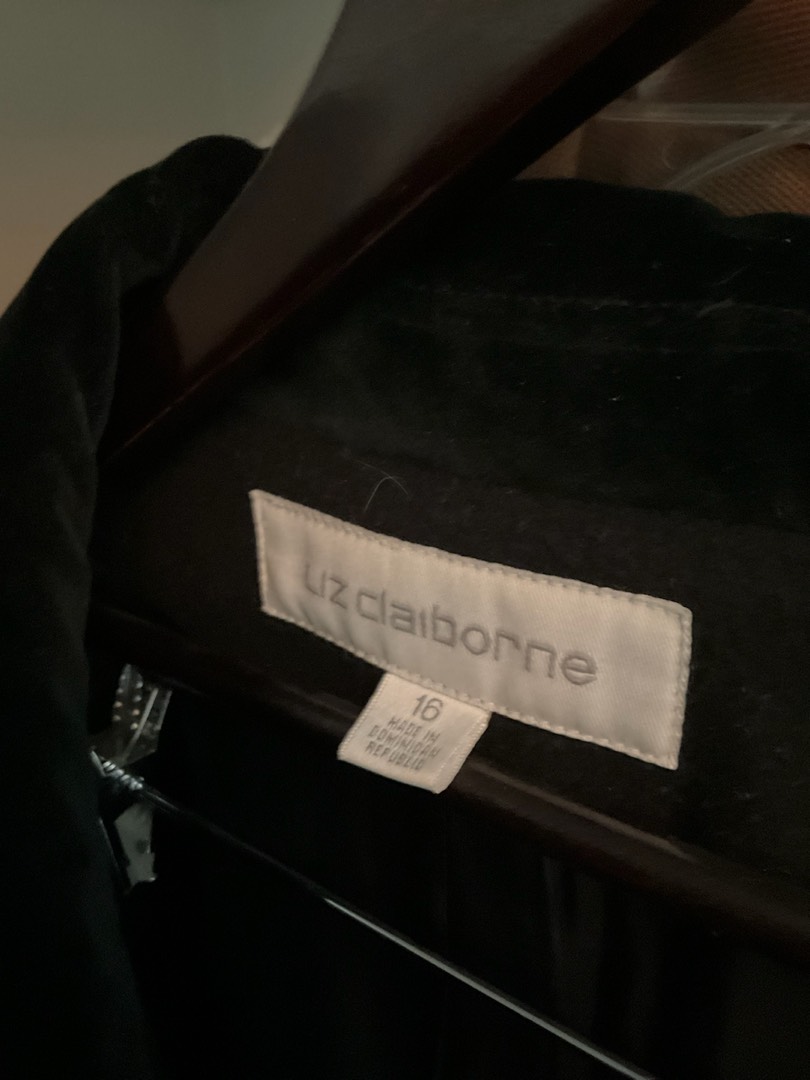 Liz claiborne
16
MADE IN
DOMINICAN
REPUBLIC